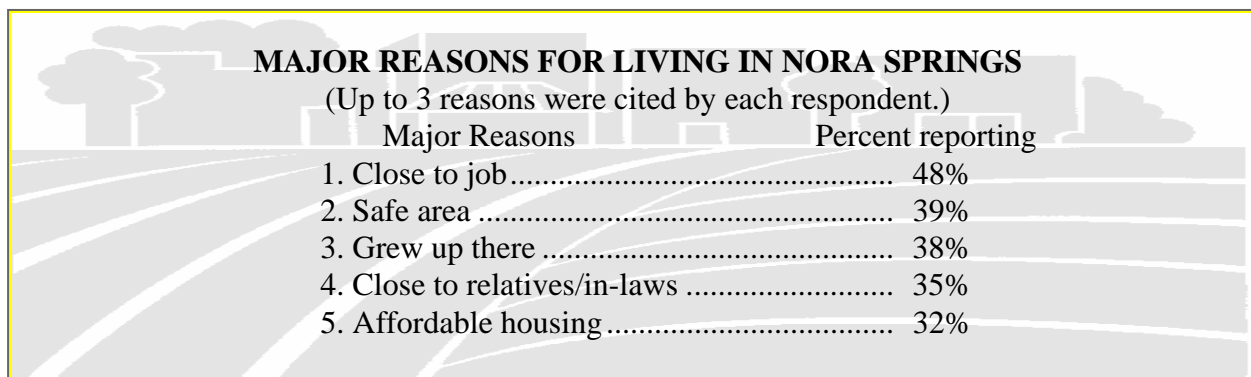 MAJOR REASONS FOR LIVING IN NORA SPRINGS
(Up to 3 reasons were cited by each respondent.)
Major Reasons Percent reporting
1. Close to job................................................ 48%
2. Safe area .................................................... 39%
3. Grew up there ............................................ 38%
4. Close to relatives/in-laws .......................... 35%
5. Affordable housing.................................... 32%